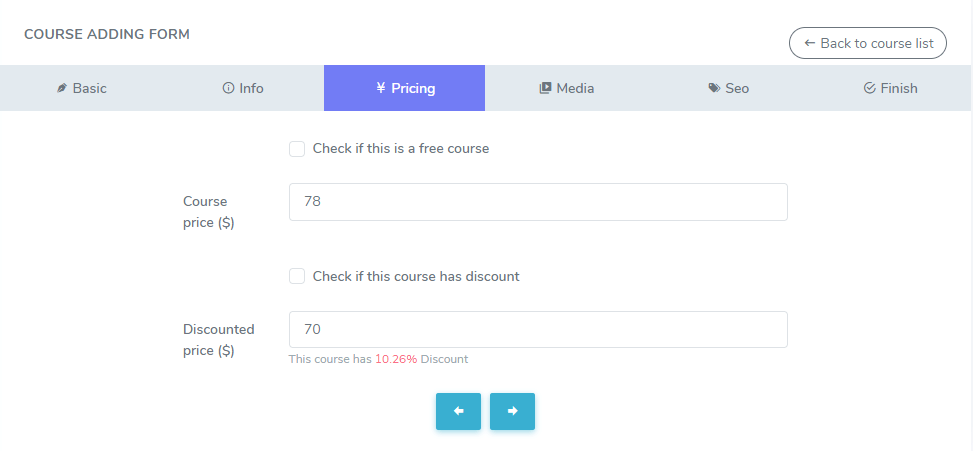 COURSE ADDING FORM
← Back to course list
Basic
Info
¥ Pricing
Media
Seo
Finish
Check if this is a free course
Course
price ($)
78
Check if this course has discount
Discounted
price ($)
70
This course has 10.26% Discount